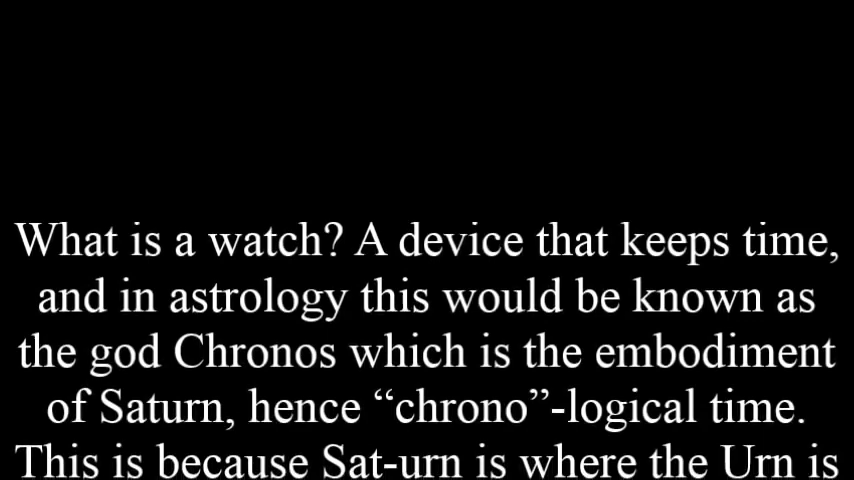 What is a watch? A device that keeps time,
and in astrology this would be known as
the god Chronos which is the embodiment
of Saturn, hence “chrono”-logical time.
This is because Sat-urn is where the Urn is